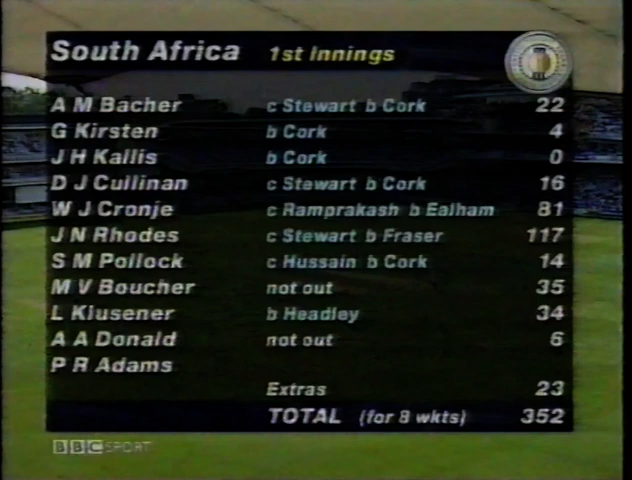 South Africa 1st Innings
A M Bacher c Stewart b Cork 22
G Kirsten b Cork 4
J H Kallis b Cork 0
D J Cullinan c Stewart b Cork 16
W J Cronje c Ramprakash b Ealham 81
J N Rhodes c Stewart b Fraser 117
S M Pollock c Hussain b Cork 14
M V Boucher not out 35
L Klusener b Headley 34
A A Donald not out 6
P R Adams
Extras 23
TOTAL (for 8 wkts) 352
BBC SPORT